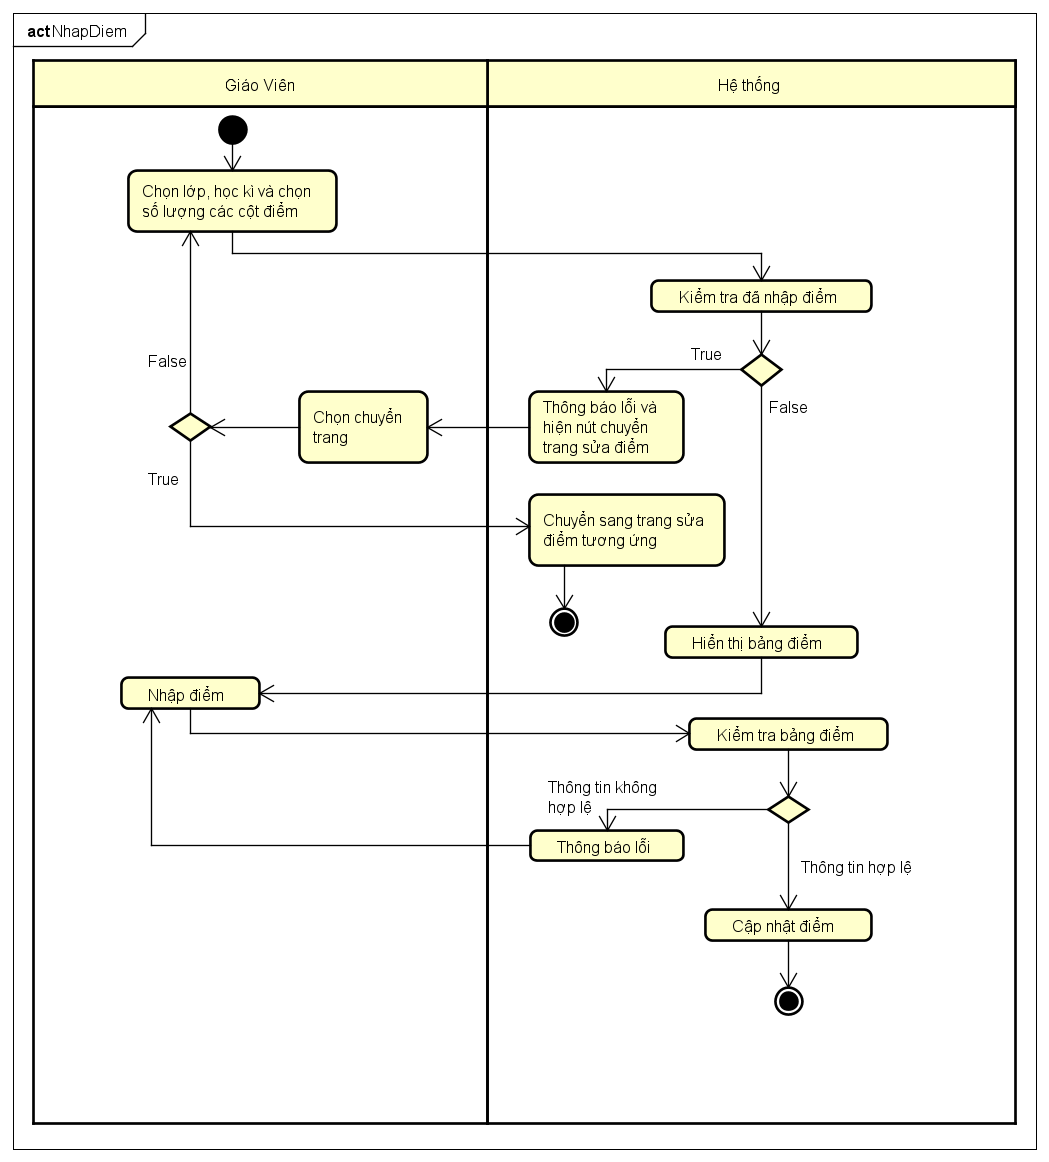 act NhapDiem
Giáo Viên
Hệ thống
Chọn lớp, học kì và chọn
số lượng các cột điểm
Kiểm tra đã nhập điểm
True
False
Thông báo lỗi và
hiện nút chuyển
trang sửa điểm
Chọn chuyển
trang
False
True
Chuyển sang trang sửa
điểm tương ứng
Hiển thị bảng điểm
Nhập điểm
Kiểm tra bảng điểm
Thông tin không
hợp lệ
Thông báo lỗi
Thông tin hợp lệ
Cập nhật điểm